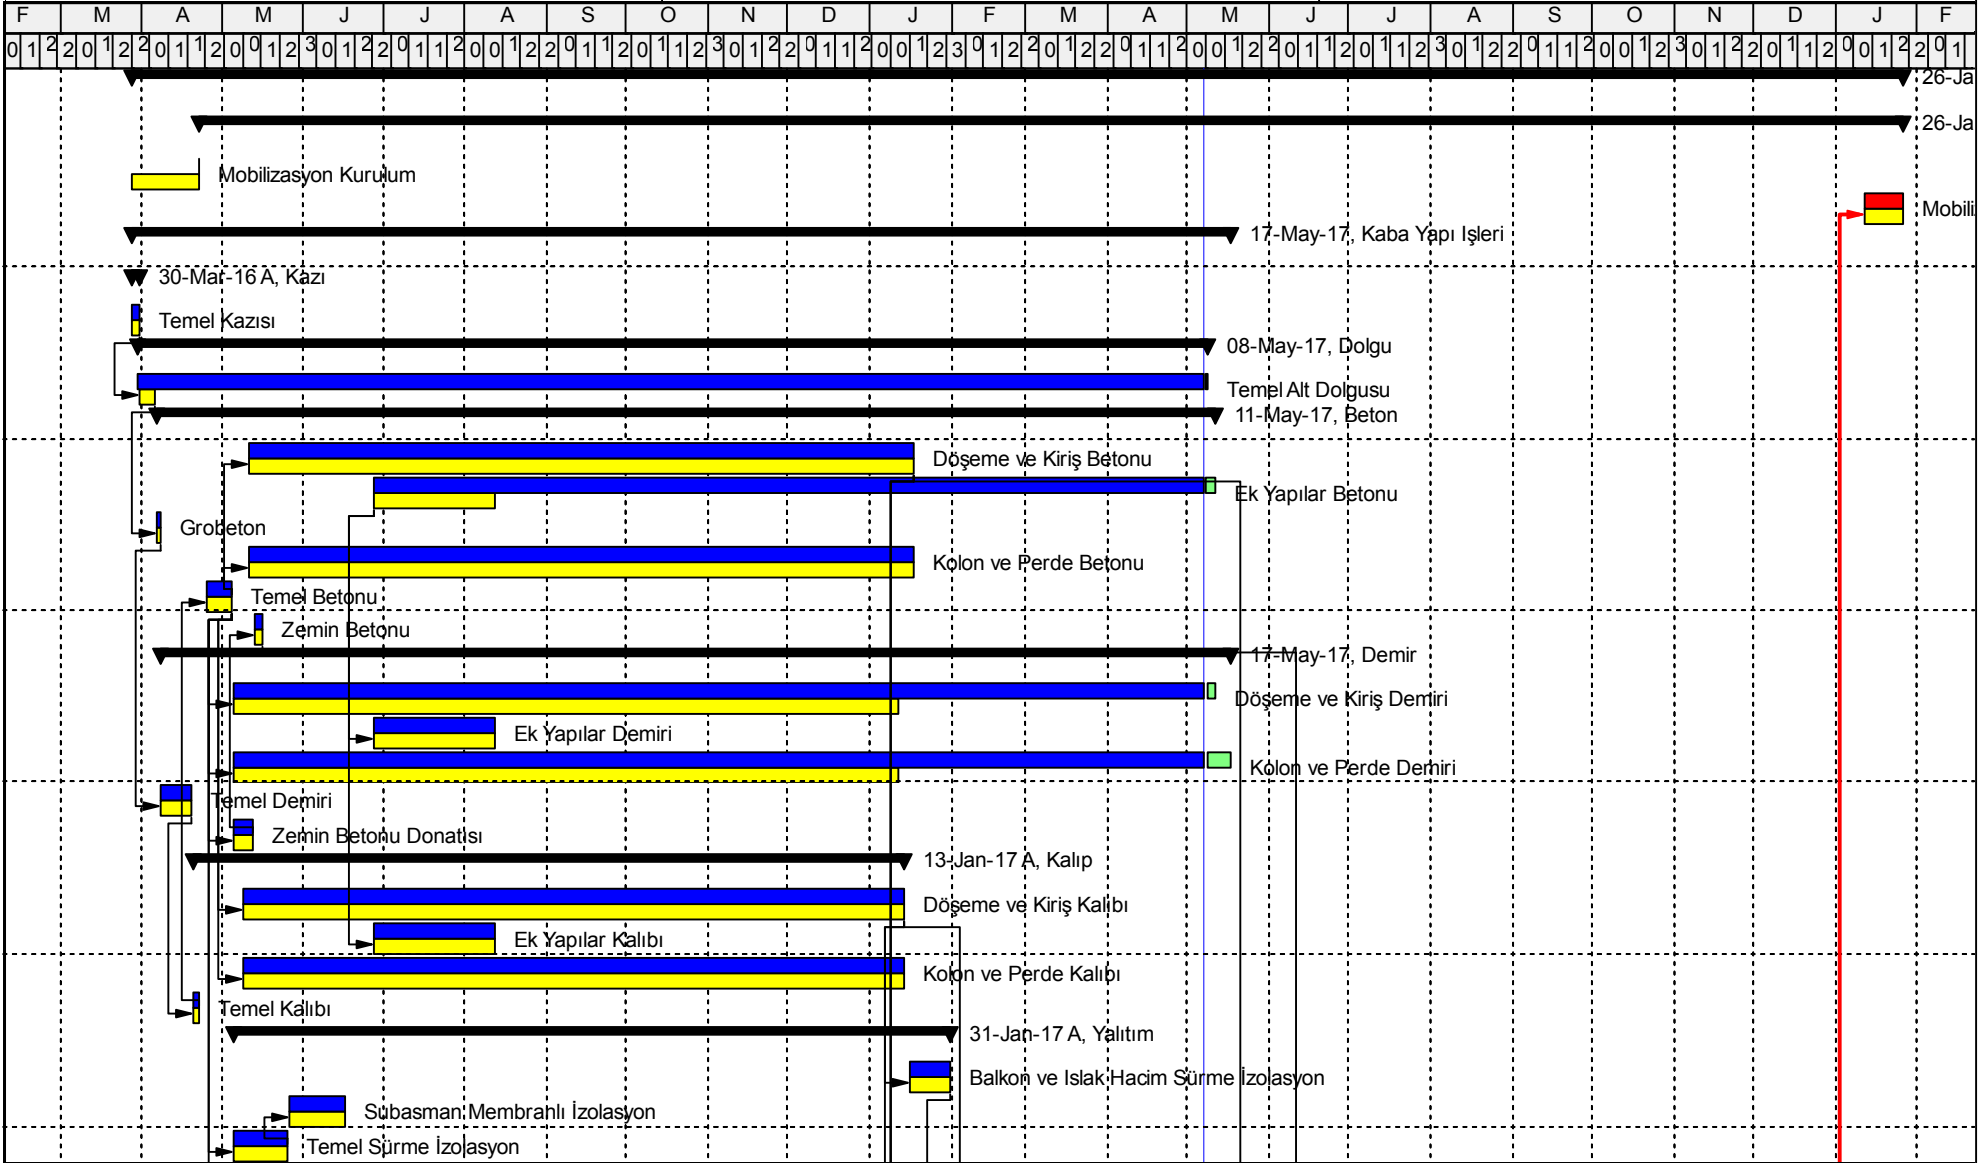 F M A M J J A S O N D J F M A M J J A S O N D J F
26-Ja
26-Ja
Mobilizasyon Kurulum
Mobiliz
17-May-17, Kaba Yapı Işleri
30-Mar-16 A, Kazı
Temel Kazısı
08-May-17, Dolgu
Temel Alt Dolgusu
11-May-17, Beton
Döşeme ve Kiriş Betonu
Ek Yapılar Betonu
Grobeton
Kolon ve Perde Betonu
Temel Betonu
Zemin Betonu
17-May-17, Demir
Döşeme ve Kiriş Demiri
Ek Yapılar Demiri
Kolon ve Perde Demiri
Temel Demiri
Zemin Betonu Donatısı
13-Jan-17 A, Kalıp
Döşeme ve Kiriş Kalıbı
Ek Yapılar Kalıbı
Kolon ve Perde Kalıbı
Temel Kalıbı
31-Jan-17 A, Yalıtım
Balkon ve Islak Hacim Sürme İzolasyon
Subasman Membranlı İzolasyon
Temel Sürme İzolasyon